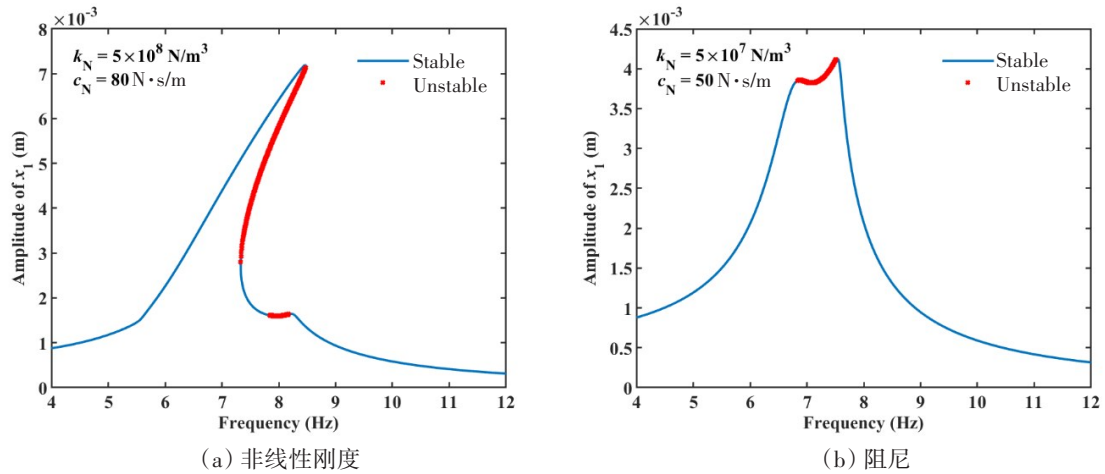 ×10⁻³
8
7
6
5
4
3
2
1
0
Amplitude of x₁ (m)
k_N = 5×10⁸ N/m³
c_N = 80 N·s/m
Stable
Unstable
4 5 6 7 8 9 10 11 12
Frequency (Hz)
(a) 非线性刚度
×10⁻³
4.5
4
3.5
3
2.5
2
1.5
1
0.5
0
Amplitude of x₁ (m)
k_N = 5×10⁷ N/m³
c_N = 50 N·s/m
Stable
Unstable
4 5 6 7 8 9 10 11 12
Frequency (Hz)
(b) 阻尼